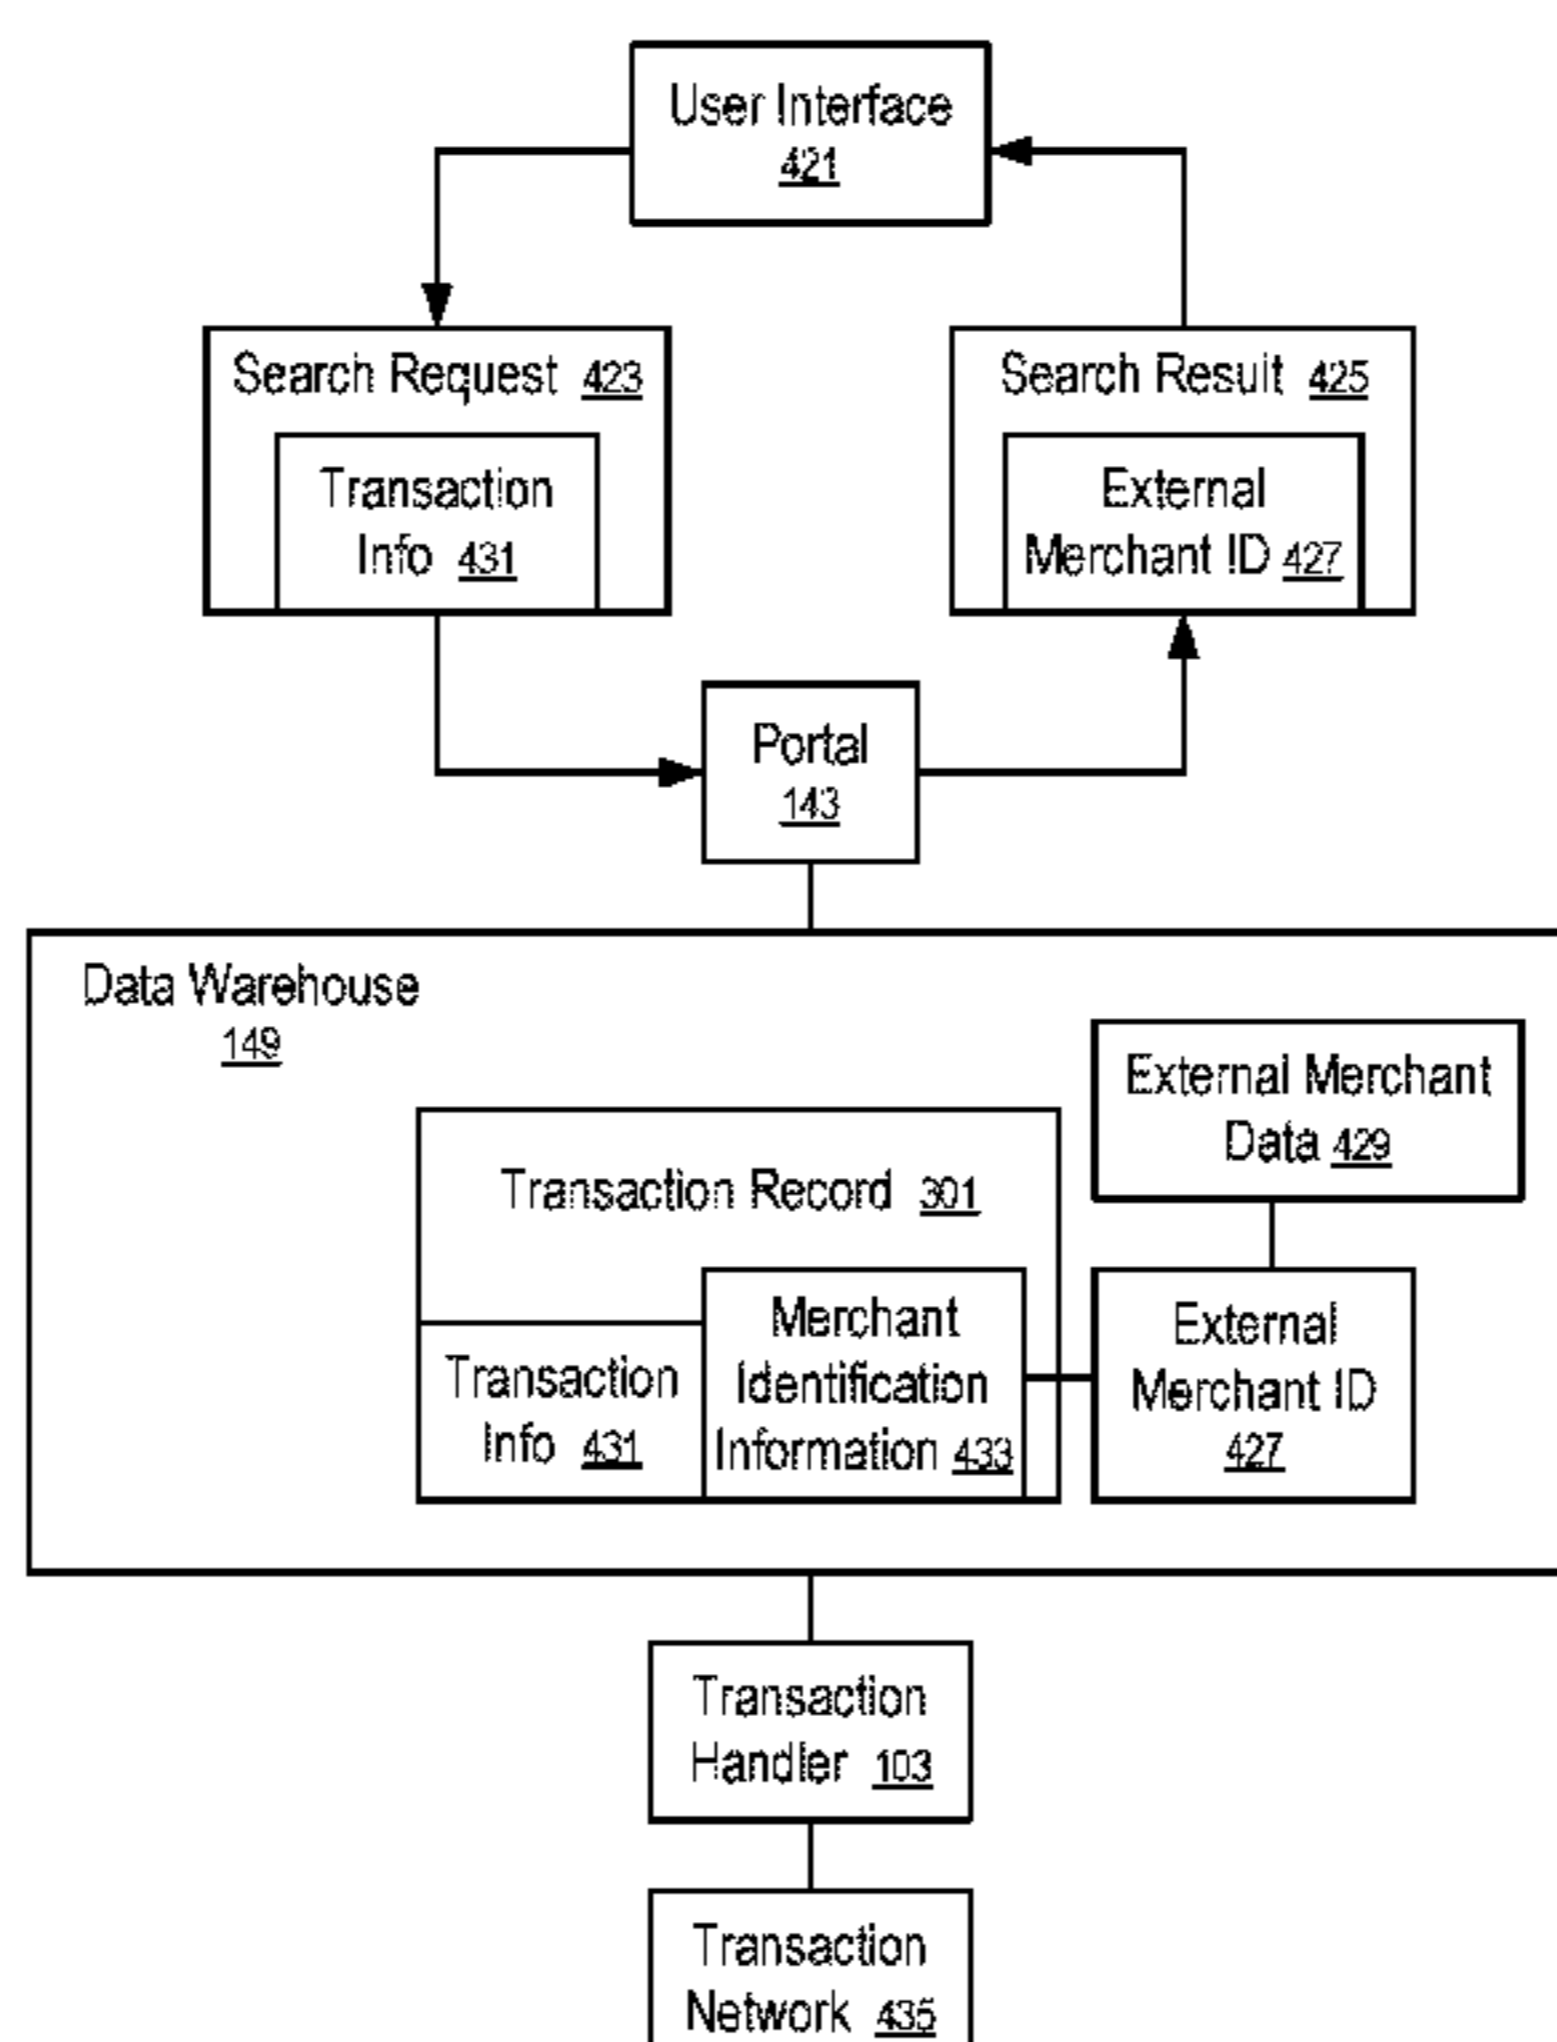 User Interface
421
Search Request 423
Transaction
Info 431
Search Result 425
External
Merchant ID 427
Portal
143
Data Warehouse
149
External Merchant
Data 429
Transaction Record 301
Merchant
Identification
Information 433
Transaction
Info 431
External
Merchant ID
427
Transaction
Handler 103
Transaction
Network 435